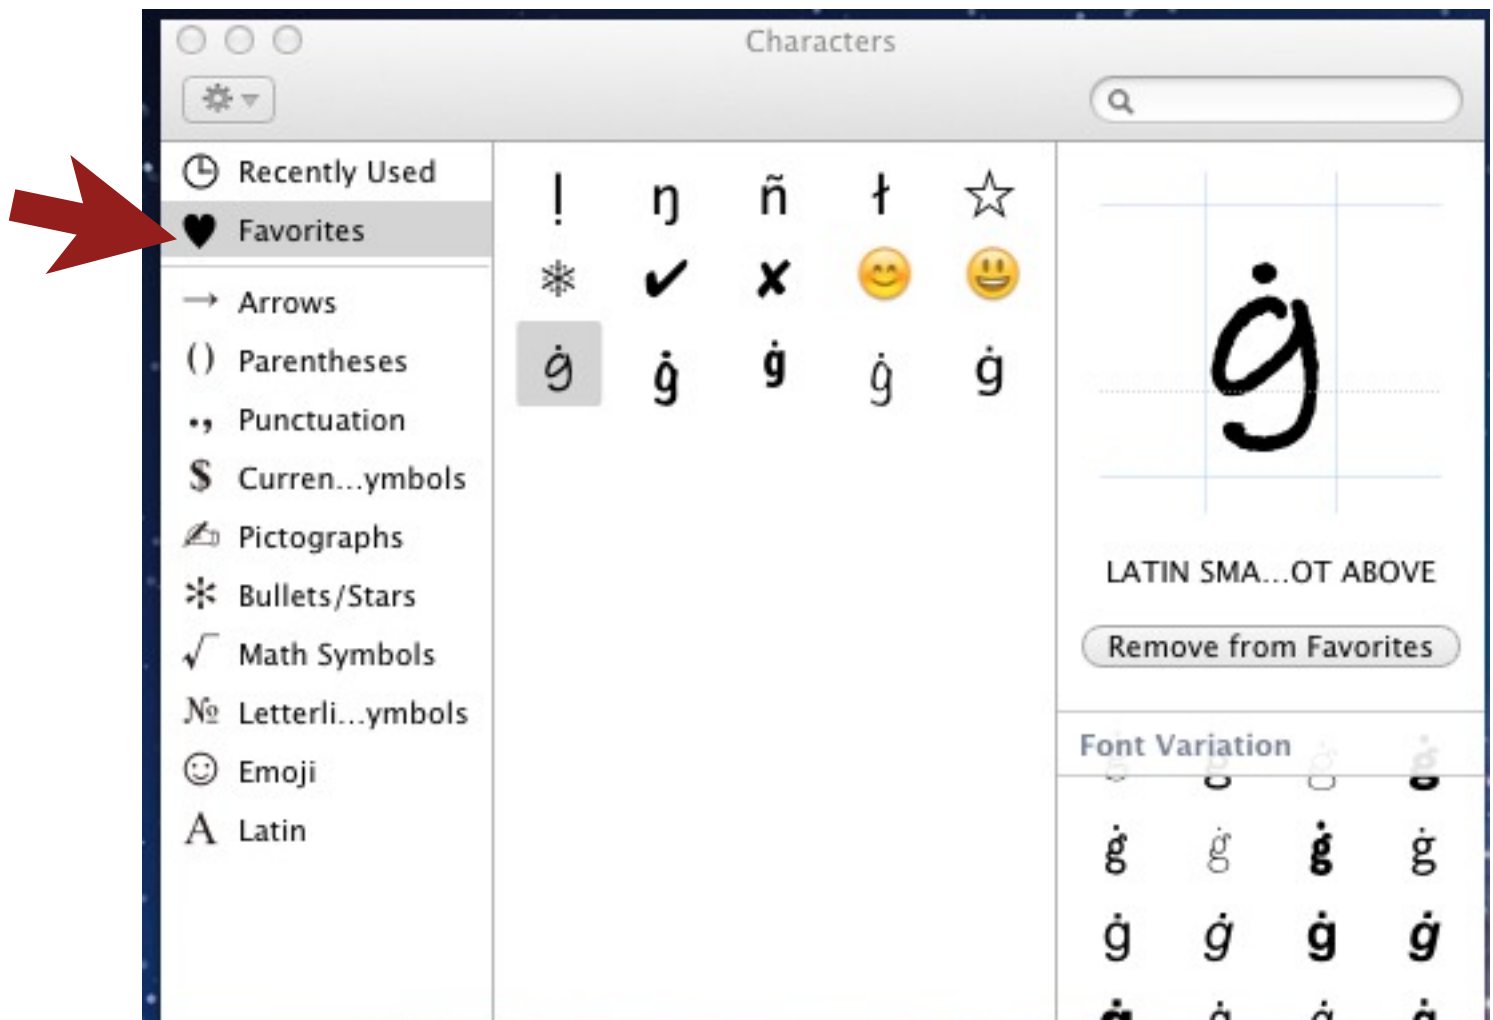 Characters
Recently Used
Favorites
Arrows
() Parentheses
., Punctuation
$ Curren...ymbols
Pictographs
Bullets/Stars
√ Math Symbols
№ Letterli...ymbols
Emoji
A Latin
ŋ ñ ł ☆
✔ ✘ 😊 😃
ġ ġ ġ ġ ġ
ġ
LATIN SMA...OT ABOVE
Remove from Favorites
Font Variation
ġ ġ ġ ġ
ġ ġ ġ ġ